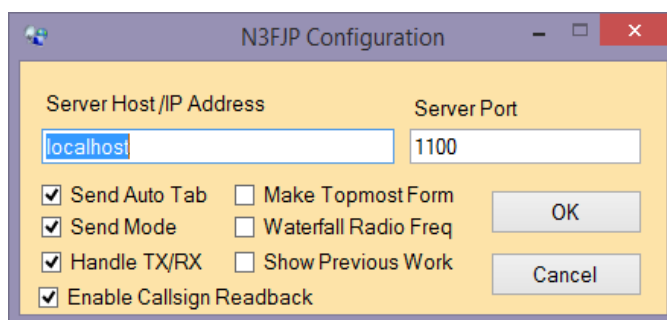 N3FJP Configuration
Server Host /IP Address
Server Port
localhost
1100
Send Auto Tab
Make Topmost Form
OK
Send Mode
Waterfall Radio Freq
Handle TX/RX
Show Previous Work
Cancel
Enable Callsign Readback